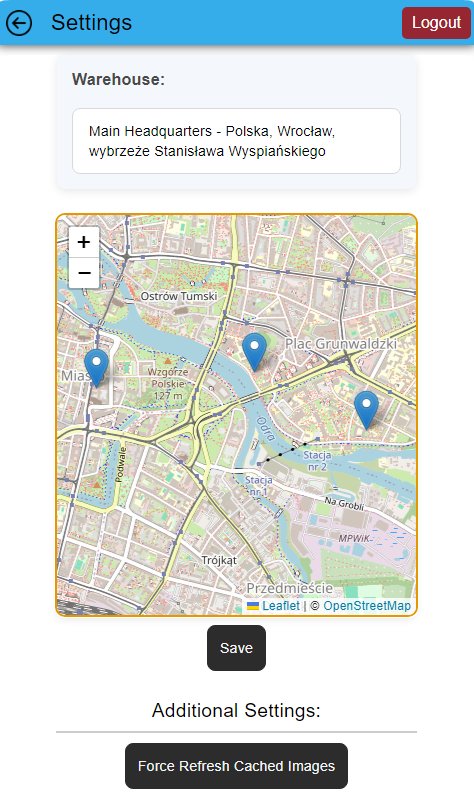 Settings
Logout
Warehouse:
Main Headquarters - Polska, Wrocław,
wybrzeże Stanisława Wyspiańskiego
+
−
Ostrów Tumski
Plac Grunwaldzki
Mias
Wzgórze
Polskie
127 m
Odra
Podwale
Stacja
nr 2
Stacja
nr 1
Na Grobli
MPWiK
Trójkąt
Przedmieście
Leaflet | © OpenStreetMap
Save
Additional Settings:
Force Refresh Cached Images